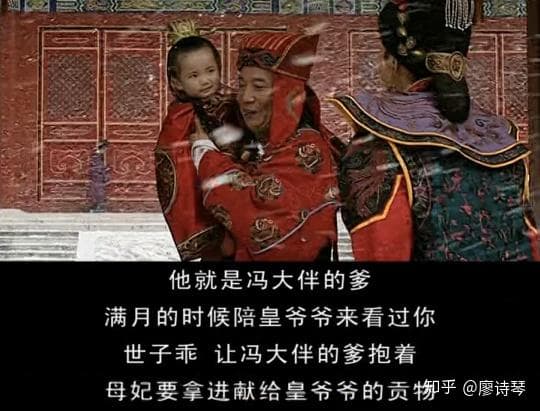 他就是冯大伴的爹
满月的时候陪皇爷爷来看过你
世子乖 让冯大伴的爹抱着
母妃要拿进献给皇爷爷的贡物
知乎 @廖诗琴